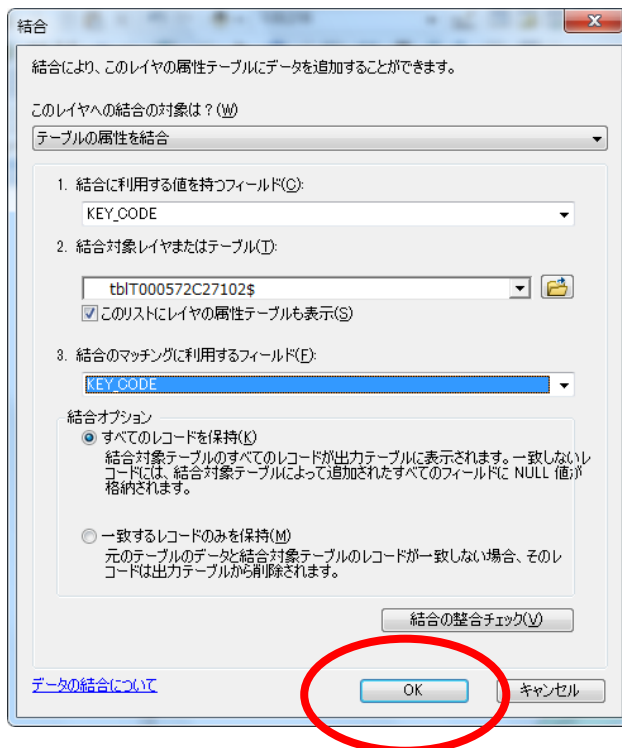 結合
結合により、このレイヤの属性テーブルにデータを追加することができます。
このレイヤへの結合の対象は？(W)
テーブルの属性を結合
1. 結合に利用する値を持つフィールド(C):
KEY_CODE
2. 結合対象レイヤまたはテーブル(T):
tblT000572C27102$
このリストにレイヤの属性テーブルも表示(S)
3. 結合のマッチングに利用するフィールド(F):
KEY_CODE
結合オプション
すべてのレコードを保持(K)
結合対象テーブルのすべてのレコードが出力テーブルに表示されます。一致しないレ
コードには、結合対象テーブルによって追加されたすべてのフィールドに NULL 値が
格納されます。
一致するレコードのみを保持(M)
元のテーブルのデータと結合対象テーブルのレコードが一致しない場合、そのレ
コードは出力テーブルから削除されます。
結合の整合チェック(V)
データの結合について
OK
キャンセル